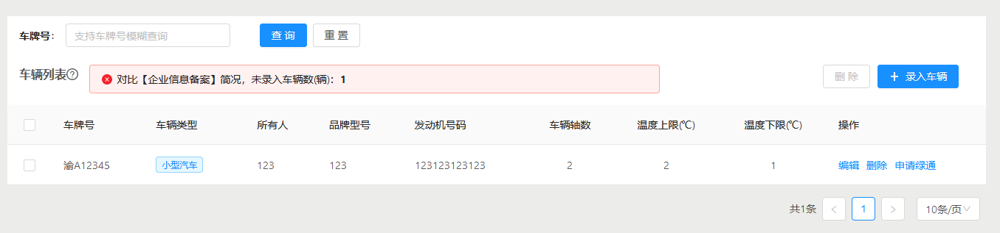 车牌号： 支持车牌号模糊查询 查 询 重 置
车辆列表? 对比【企业信息备案】简况，未录入车辆数(辆)：1 删 除 + 录入车辆
车牌号 车辆类型 所有人 品牌型号 发动机号码 车辆轴数 温度上限(℃) 温度下限(℃) 操作
渝A12345 小型汽车 123 123 123123123123 2 2 1 编辑 删除 申请绿通
共1条 < 1 > 10条/页